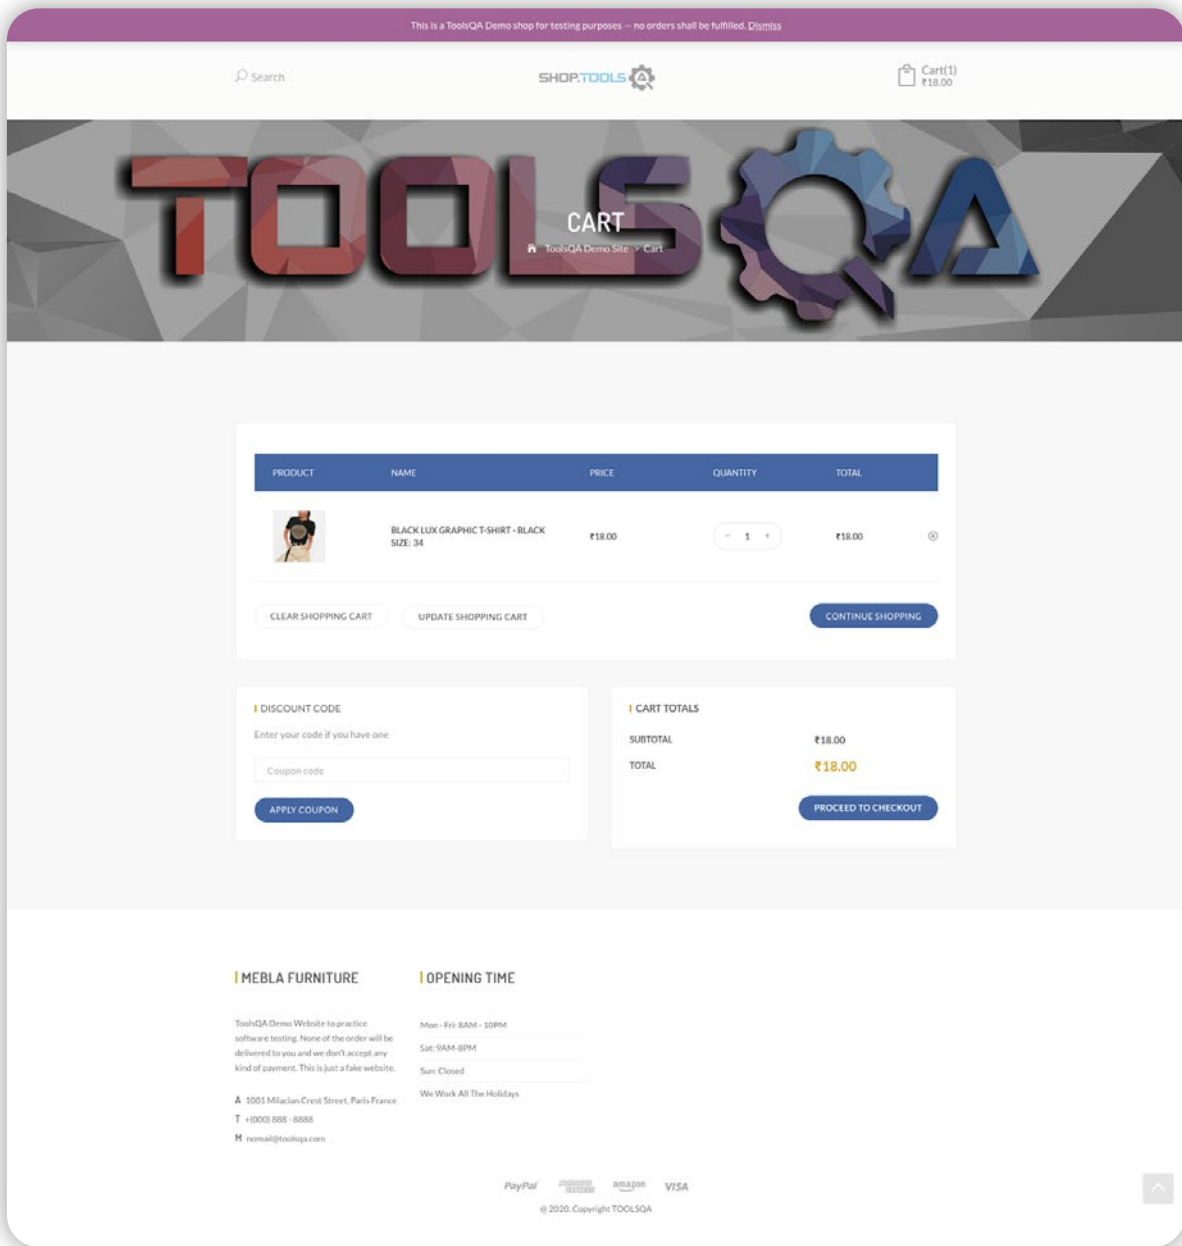 This is a ToolsQA Demo shop for testing purposes — no orders shall be fulfilled. Dismiss
Search
SHOP.TOOLS QA
Cart(1)
₹18.00
TOOLSQA
CART
ToolsQA Demo Site > Cart
PRODUCT NAME PRICE QUANTITY TOTAL
BLACK LUX GRAPHIC T-SHIRT - BLACK
SIZE: 34
₹18.00 - 1 + ₹18.00
CLEAR SHOPPING CART UPDATE SHOPPING CART CONTINUE SHOPPING
DISCOUNT CODE
Enter your code if you have one
Coupon code
APPLY COUPON
CART TOTALS
SUBTOTAL ₹18.00
TOTAL ₹18.00
PROCEED TO CHECKOUT
MEBLA FURNITURE
ToolsQA Demo Website to practice
software testing. None of the order will be
delivered to you and we don't accept any
kind of payment. This is just a fake website.
A 1001 Milacian Crest Street, Paris France
T +(000) 888 - 8888
M nomail@toolsqa.com
OPENING TIME
Mon - Fri: 8AM - 10PM
Sat: 9AM-8PM
Sun: Closed
We Work All The Holidays
PayPal AMERICAN EXPRESS amazon VISA
@ 2020. Copyright TOOLSQA